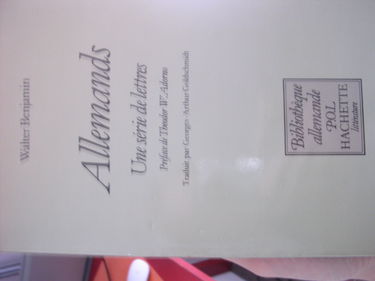 Walter Benjamin
Allemands
Une série de lettres
Préface de Theodor W. Adorno
Traduit par Georges-Arthur Goldschmidt
Bibliothèque
allemande
P.O.L
HACHETTE
littérature